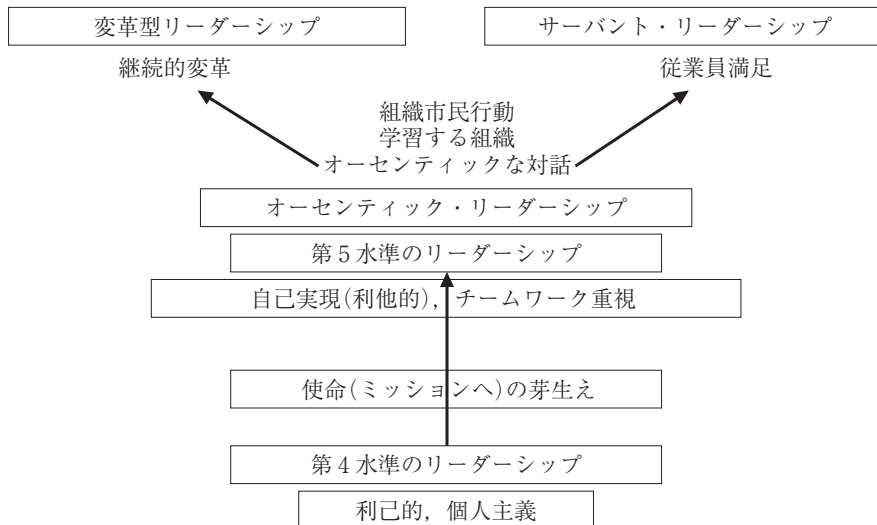 変革型リーダーシップ
サーバント・リーダーシップ
継続的変革
従業員満足
組織市民行動
学習する組織
オーセンティックな対話
オーセンティック・リーダーシップ
第5水準のリーダーシップ
自己実現(利他的)，チームワーク重視
使命(ミッションへ)の芽生え
第4水準のリーダーシップ
利己的，個人主義